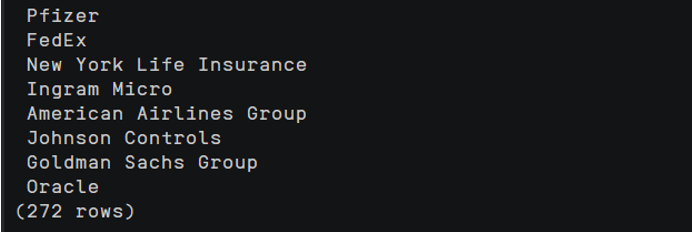 Pfizer
FedEx
New York Life Insurance
Ingram Micro
American Airlines Group
Johnson Controls
Goldman Sachs Group
Oracle
(272 rows)